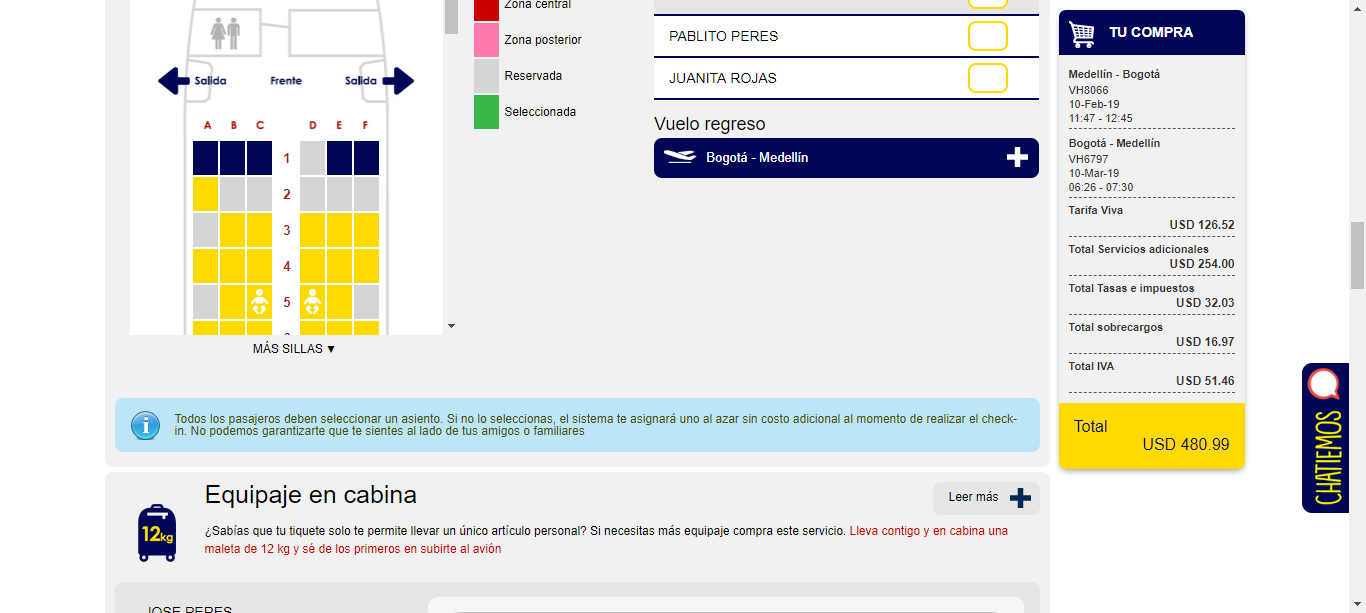 Zona central
Zona posterior
Reservada
Seleccionada
Salida
Frente
Salida
A B C D E F
1
2
3
4
5
MÁS SILLAS ▼
PABLITO PERES
JUANITA ROJAS
Vuelo regreso
Bogotá - Medellín
TU COMPRA
Medellín - Bogotá
VH8066
10-Feb-19
11:47 - 12:45
Bogotá - Medellín
VH6797
10-Mar-19
06:26 - 07:30
Tarifa Viva
USD 126.52
Total Servicios adicionales
USD 254.00
Total Tasas e impuestos
USD 32.03
Total sobrecargos
USD 16.97
Total IVA
USD 51.46
Total
USD 480.99
CHATIEMOS
Todos los pasajeros deben seleccionar un asiento. Si no lo seleccionas, el sistema te asignará uno al azar sin costo adicional al momento de realizar el check-
in. No podemos garantizarte que te sientes al lado de tus amigos o familiares
12kg
Equipaje en cabina
Leer más
¿Sabías que tu tiquete solo te permite llevar un único artículo personal? Si necesitas más equipaje compra este servicio. Lleva contigo y en cabina una
maleta de 12 kg y sé de los primeros en subirte al avión
JOSE PERES